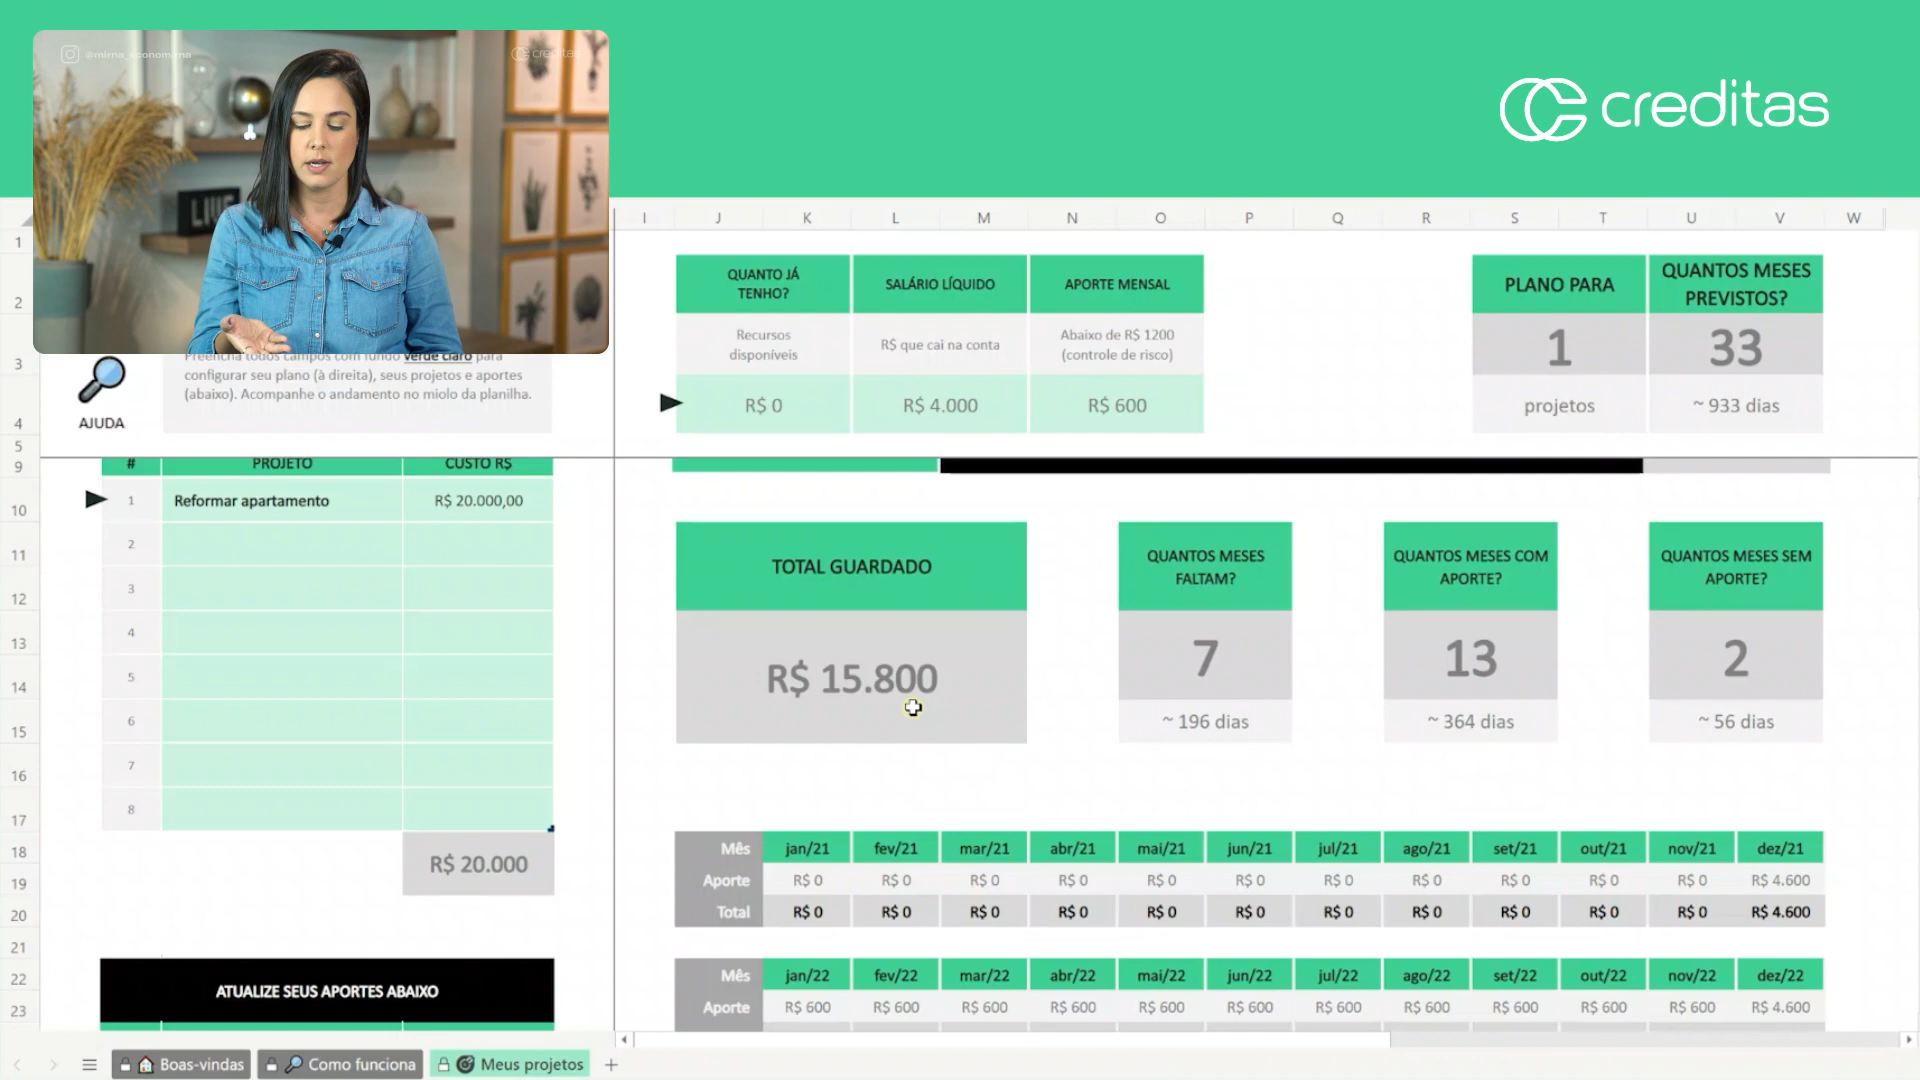 @mirna_economirna
creditas
LIVE
creditas
I J K L M N O P Q R S T U V W
1
2
3
4
5
9
10
11
12
13
14
15
16
17
18
19
20
21
22
23
QUANTO JÁ
TENHO?
Recursos
disponíveis
R$ 0
SALÁRIO LÍQUIDO
R$ que cai na conta
R$ 4.000
APORTE MENSAL
Abaixo de R$ 1200
(controle de risco)
R$ 600
PLANO PARA
1
projetos
QUANTOS MESES
PREVISTOS?
33
~ 933 dias
AJUDA
Preencha todos campos com fundo verde claro para
configurar seu plano (à direita), seus projetos e aportes
(abaixo). Acompanhe o andamento no miolo da planilha.
# PROJETO CUSTO R$
1 Reformar apartamento R$ 20.000,00
2
3
4
5
6
7
8
R$ 20.000
ATUALIZE SEUS APORTES ABAIXO
TOTAL GUARDADO
R$ 15.800
QUANTOS MESES
FALTAM?
7
~ 196 dias
QUANTOS MESES COM
APORTE?
13
~ 364 dias
QUANTOS MESES SEM
APORTE?
2
~ 56 dias
Mês jan/21 fev/21 mar/21 abr/21 mai/21 jun/21 jul/21 ago/21 set/21 out/21 nov/21 dez/21
Aporte R$ 0 R$ 0 R$ 0 R$ 0 R$ 0 R$ 0 R$ 0 R$ 0 R$ 0 R$ 0 R$ 0 R$ 4.600
Total R$ 0 R$ 0 R$ 0 R$ 0 R$ 0 R$ 0 R$ 0 R$ 0 R$ 0 R$ 0 R$ 0 R$ 4.600
Mês jan/22 fev/22 mar/22 abr/22 mai/22 jun/22 jul/22 ago/22 set/22 out/22 nov/22 dez/22
Aporte R$ 600 R$ 600 R$ 600 R$ 600 R$ 600 R$ 600 R$ 600 R$ 600 R$ 600 R$ 600 R$ 600 R$ 4.600
Boas-vindas Como funciona Meus projetos